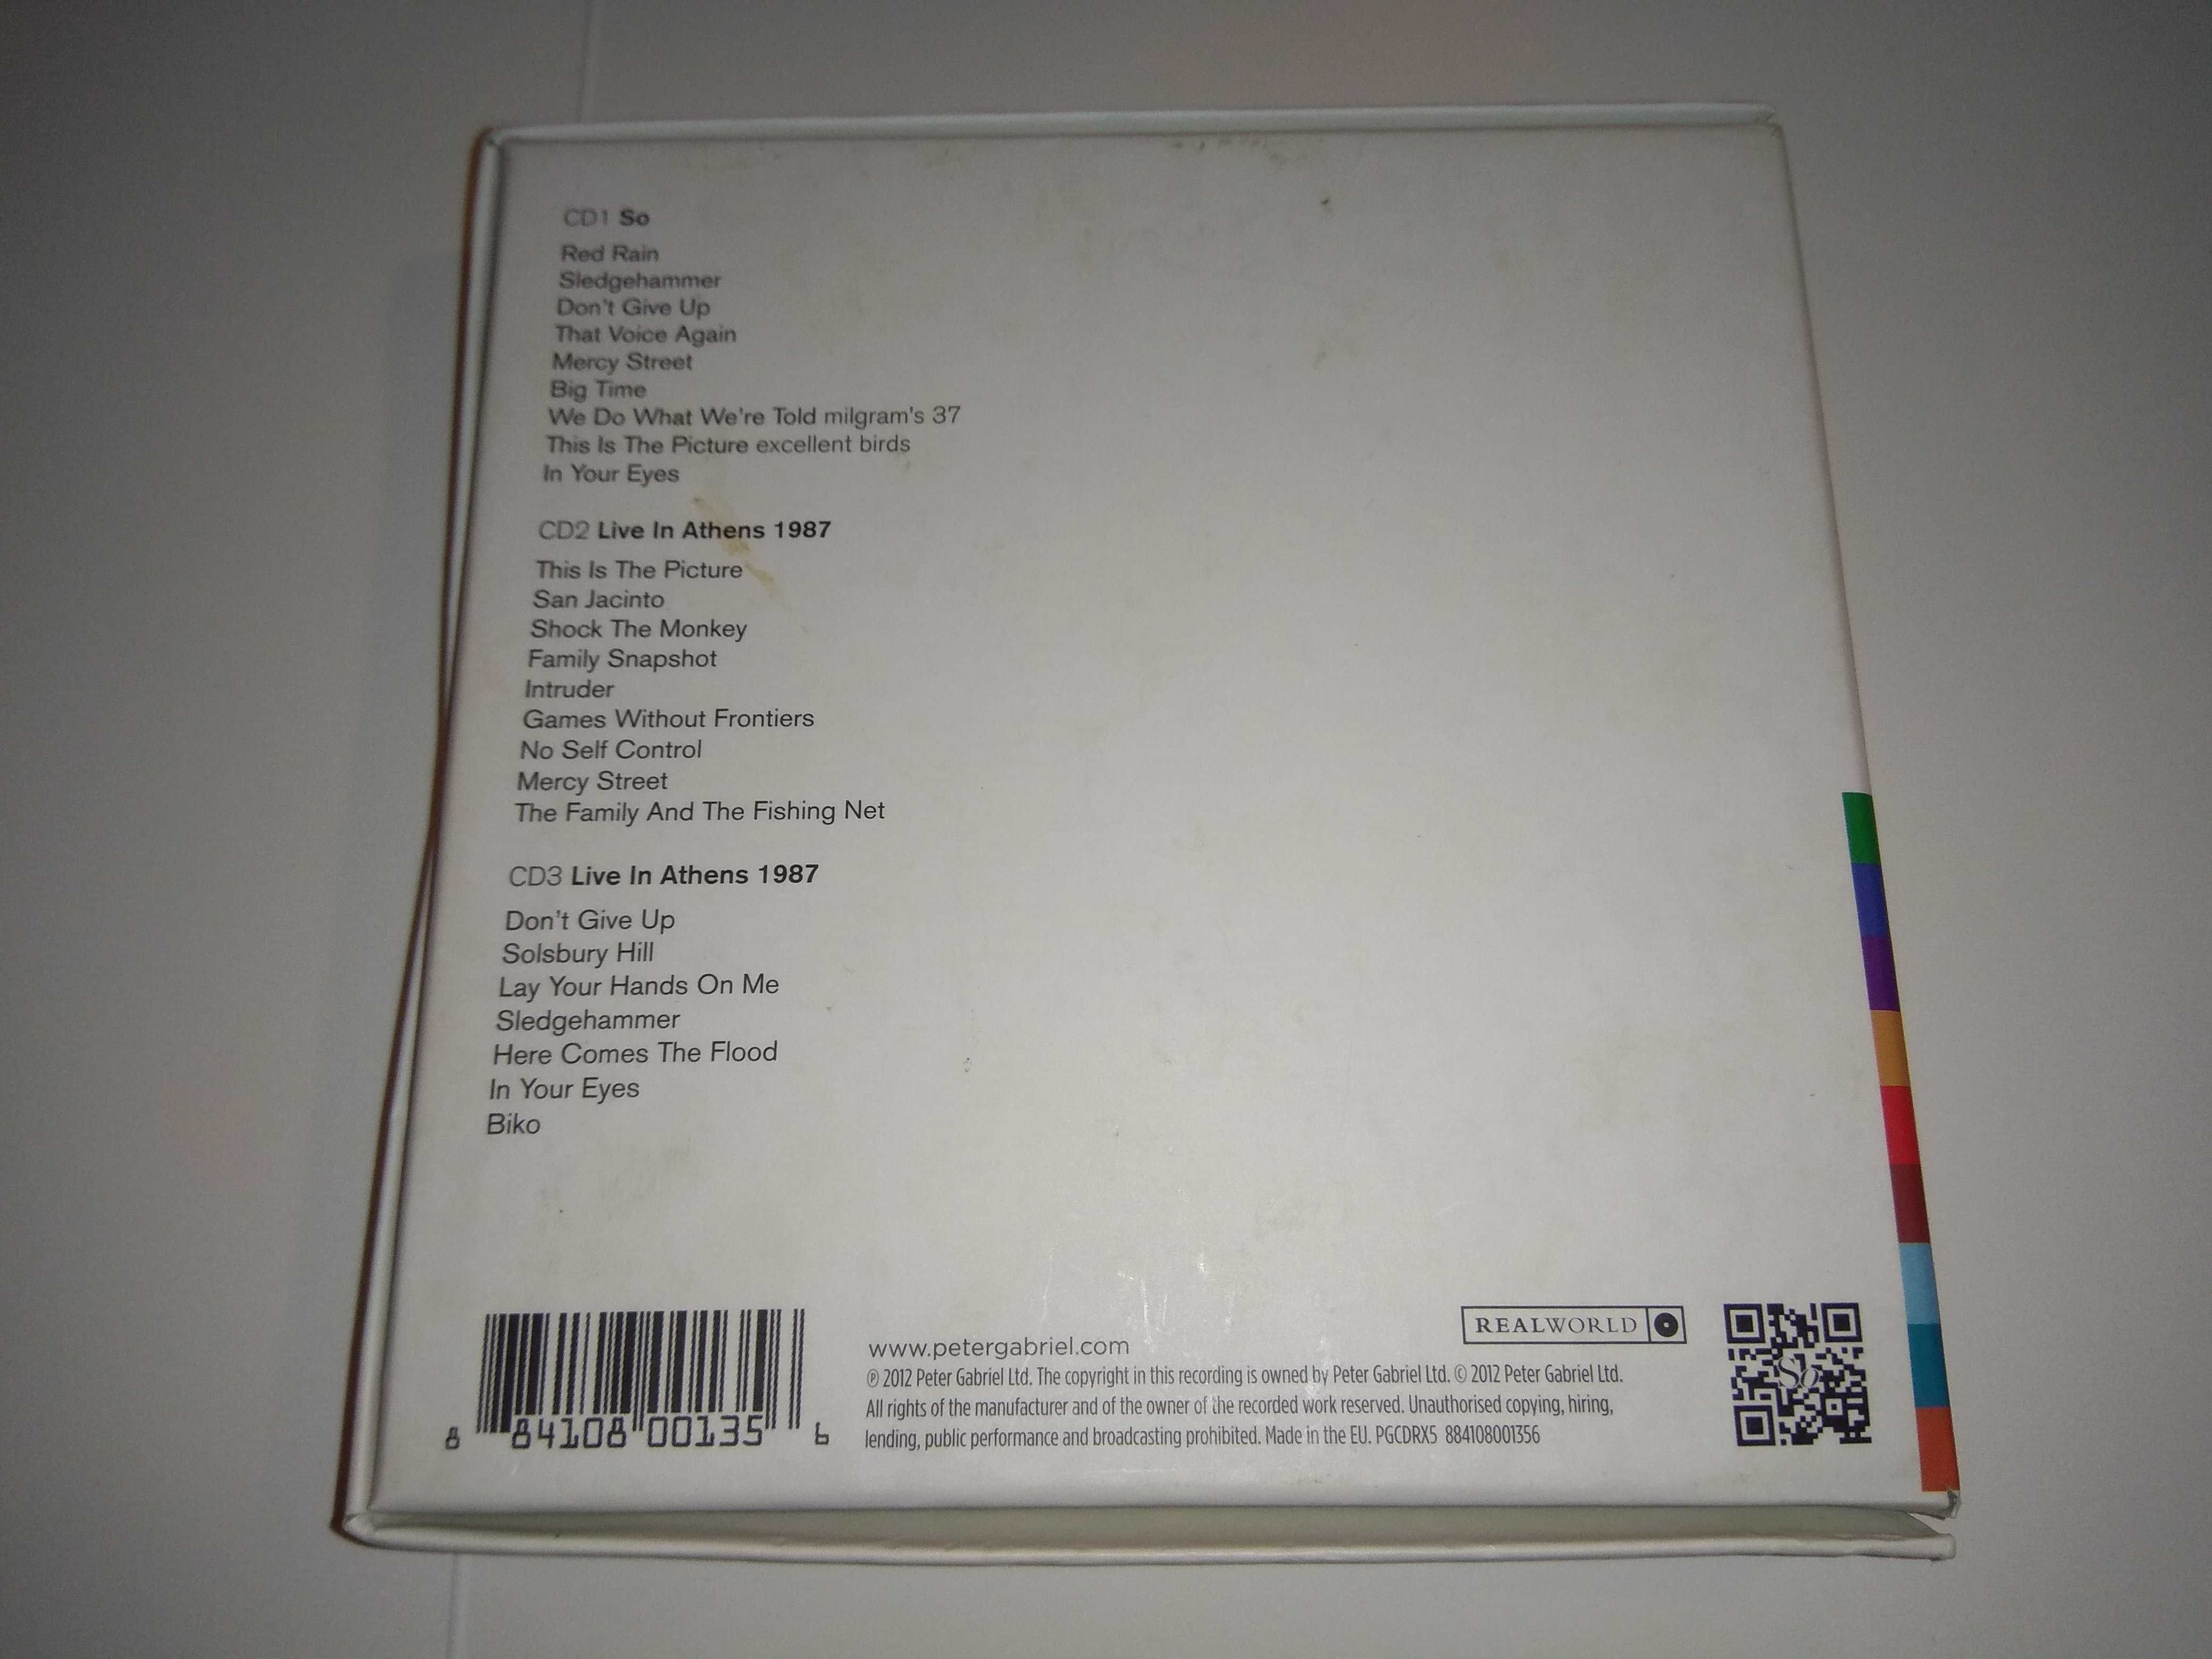 CD1 So
Red Rain
Sledgehammer
Don't Give Up
That Voice Again
Mercy Street
Big Time
We Do What We're Told milgram's 37
This Is The Picture excellent birds
In Your Eyes
CD2 Live In Athens 1987
This Is The Picture
San Jacinto
Shock The Monkey
Family Snapshot
Intruder
Games Without Frontiers
No Self Control
Mercy Street
The Family And The Fishing Net
CD3 Live In Athens 1987
Don't Give Up
Solsbury Hill
Lay Your Hands On Me
Sledgehammer
Here Comes The Flood
In Your Eyes
Biko
8 84108 00135 6
www.petergabriel.com
℗ 2012 Peter Gabriel Ltd. The copyright in this recording is owned by Peter Gabriel Ltd. © 2012 Peter Gabriel Ltd.
All rights of the manufacturer and of the owner of the recorded work reserved. Unauthorised copying, hiring,
lending, public performance and broadcasting prohibited. Made in the EU. PGCDRX5 884108001356
REALWORLD
So